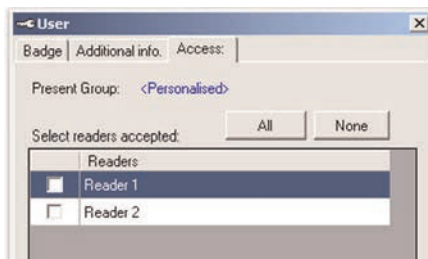 User
Badge Additional info. Access:
Present Group: <Personalised>
Select readers accepted: All None
Readers
Reader 1
Reader 2